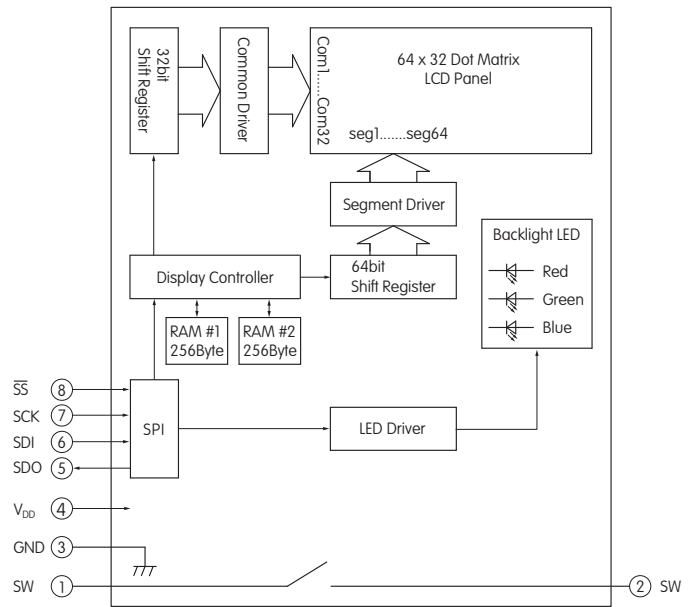 32bit
Shift Register
Common Driver
Com1.....Com32
64 x 32 Dot Matrix
LCD Panel
seg1.......seg64
Segment Driver
Backlight LED
Red
Green
Blue
Display Controller
64bit
Shift Register
RAM #1
256Byte
RAM #2
256Byte
S̅S̅ 8
SCK 7
SDI 6
SDO 5
SPI
LED Driver
VDD 4
GND 3
SW 1
2 SW